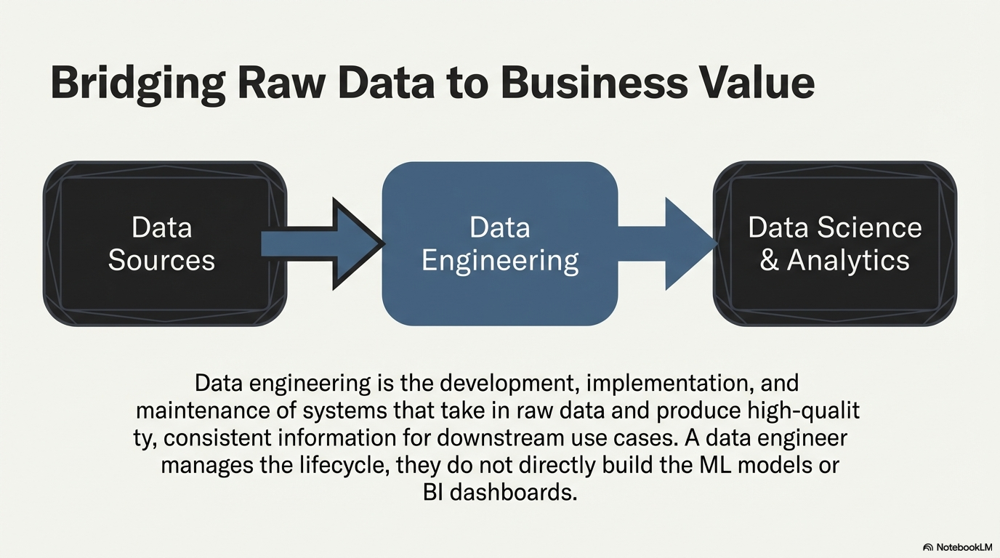 Bridging Raw Data to Business Value
Data
Sources
Data
Engineering
Data Science
& Analytics
Data engineering is the development, implementation, and
maintenance of systems that take in raw data and produce high-qualit
ty, consistent information for downstream use cases. A data engineer
manages the lifecycle, they do not directly build the ML models or
BI dashboards.
NotebookLM